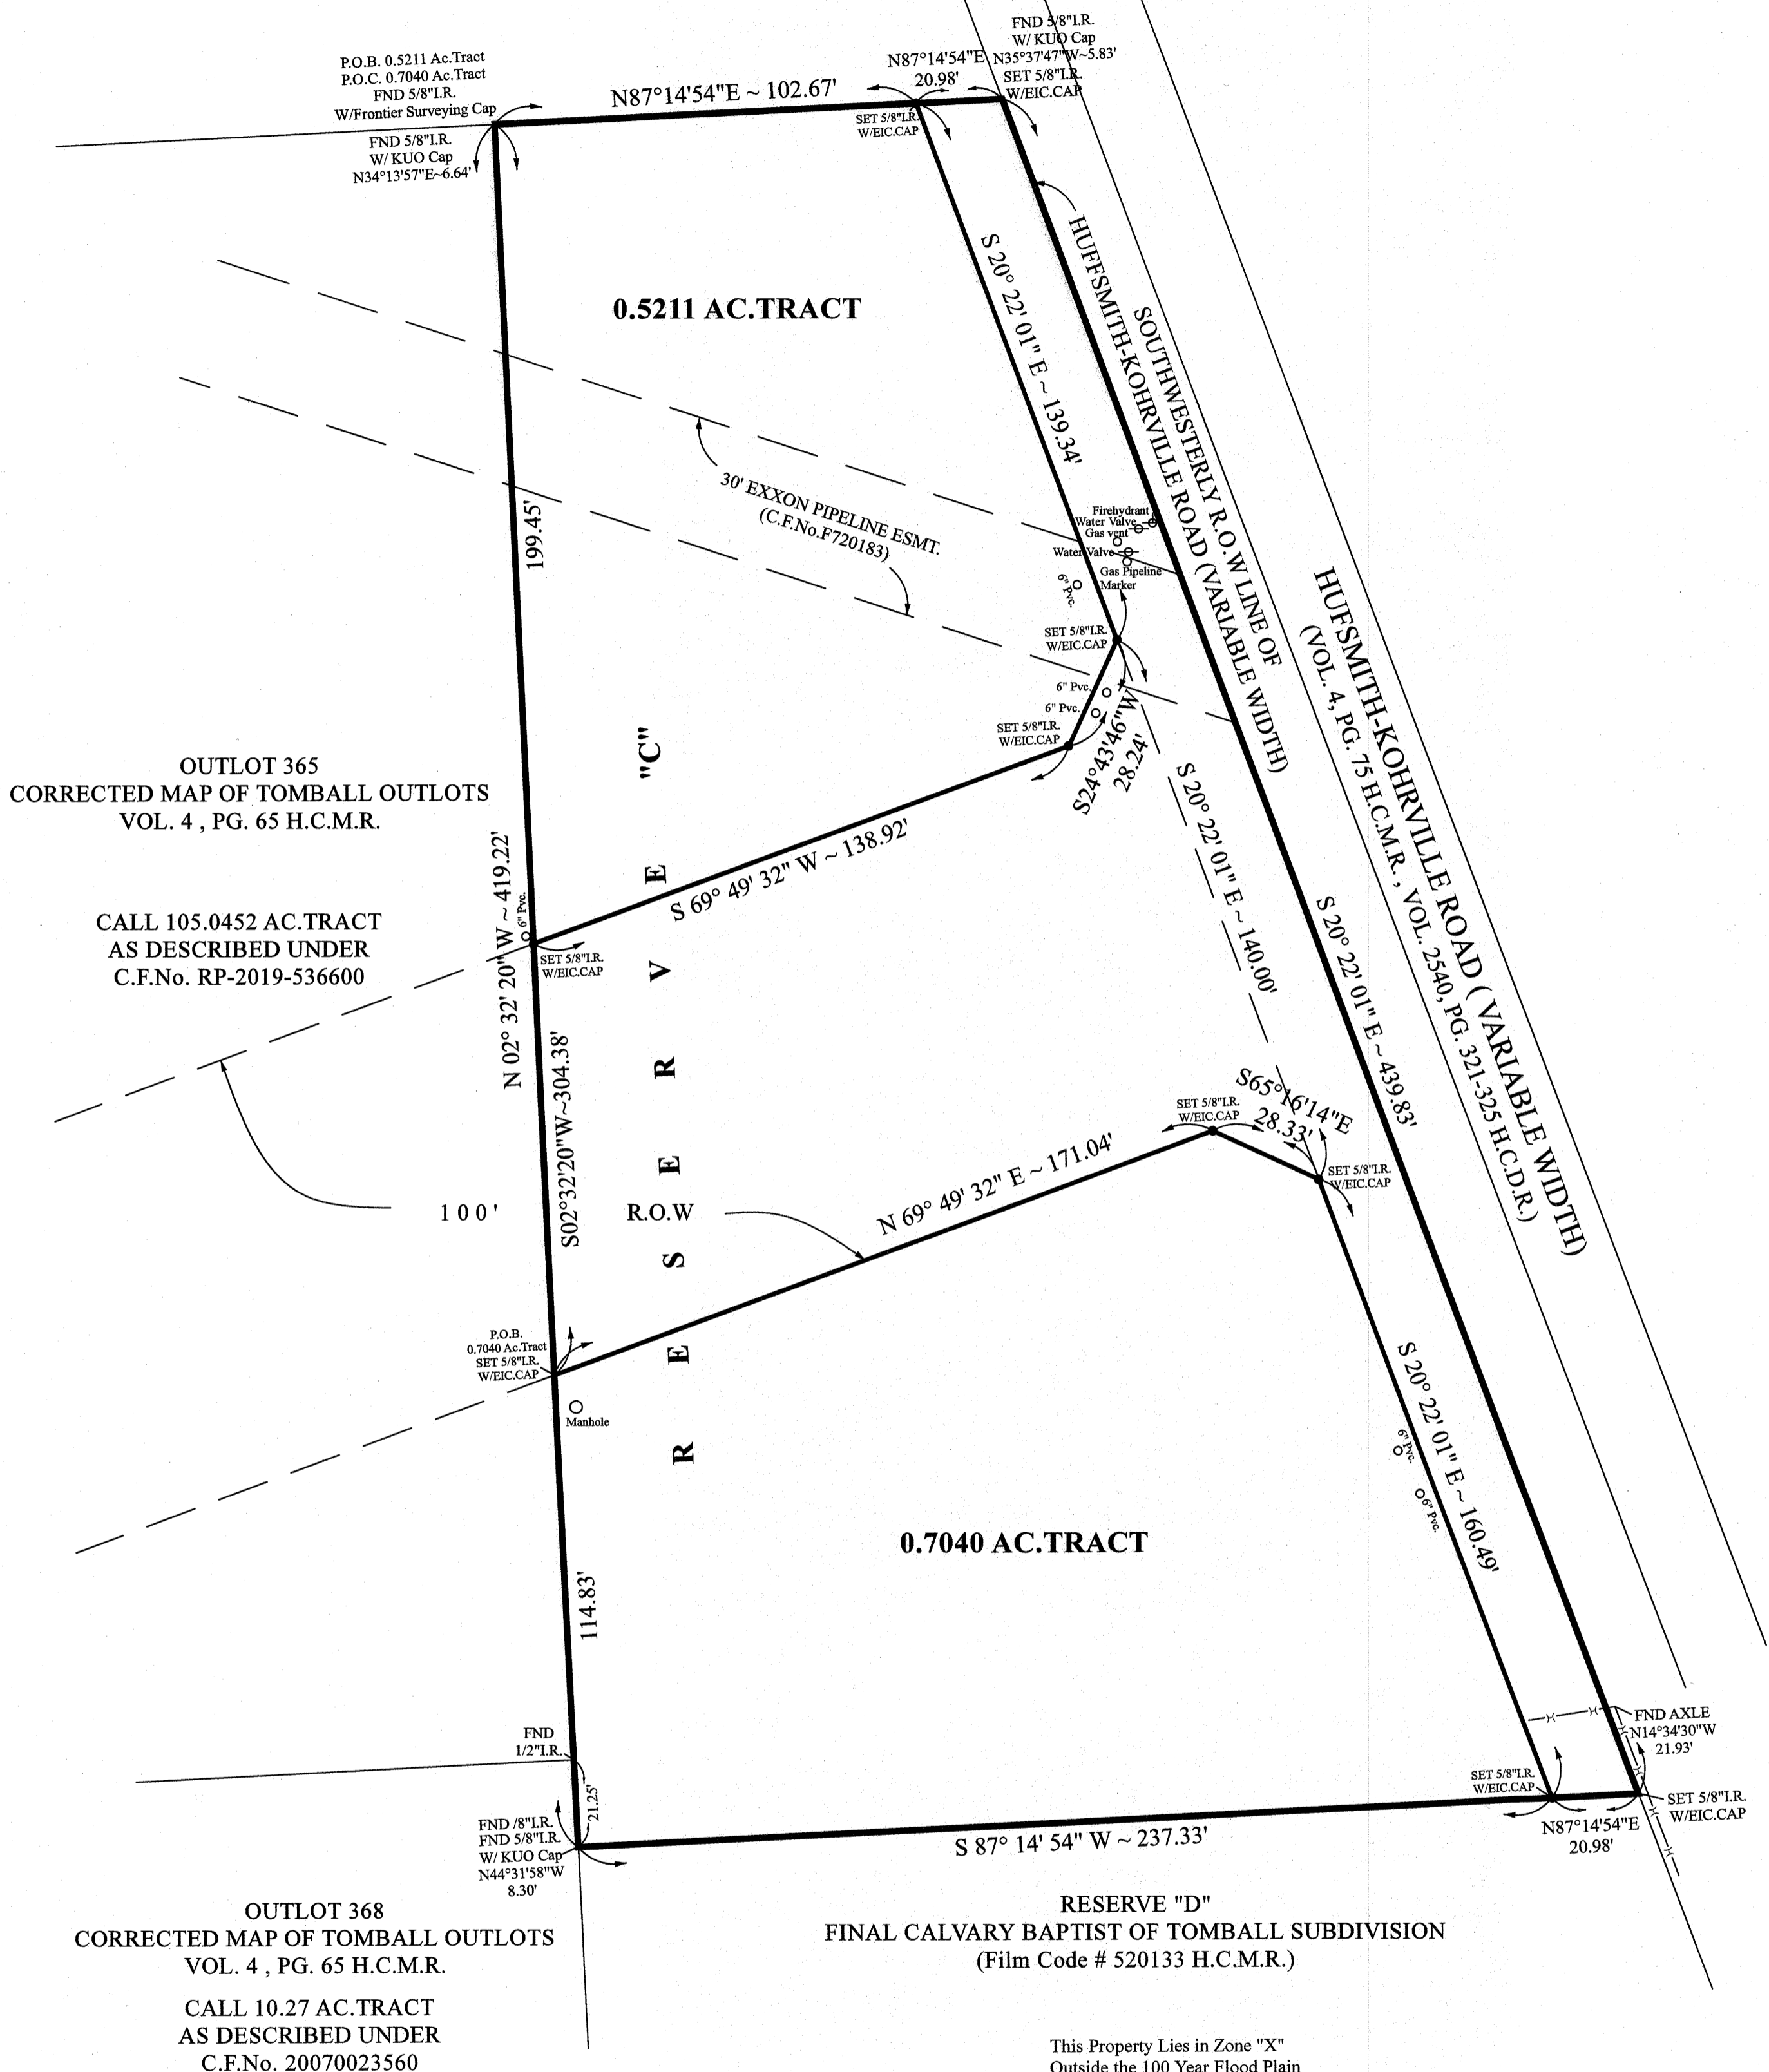 FND 5/8"I.R.
W/ KUO Cap
N35°37'47"W~5.83'
SET 5/8"I.R.
W/EIC.CAP
P.O.B. 0.5211 Ac.Tract
P.O.C. 0.7040 Ac.Tract
FND 5/8"I.R.
W/Frontier Surveying Cap
N87°14'54"E ~ 102.67'
N87°14'54"E
20.98'
SET 5/8"I.R.
W/EIC.CAP
FND 5/8"I.R.
W/ KUO Cap
N34°13'57"E~6.64'
0.5211 AC.TRACT
S 20° 22' 01" E ~ 139.34'
SOUTHWESTERLY R.O.W LINE OF
HUFFSMITH-KOHRVILLE ROAD (VARIABLE WIDTH)
30' EXXON PIPELINE ESMT.
(C.F.No.F720183)
199.45'
Firehydrant
Water Valve
Gas vent
Water Valve
Gas Pipeline
Marker
6" Pvc.
SET 5/8"I.R.
W/EIC.CAP
6" Pvc.
6" Pvc.
SET 5/8"I.R.
W/EIC.CAP
S24°43'46"W
28.24'
HUFSMITH-KOHRVILLE ROAD ( VARIABLE WIDTH)
(VOL. 4, PG. 75 H.C.M.R. , VOL. 2540, PG. 321-325 H.C.D.R.)
OUTLOT 365
CORRECTED MAP OF TOMBALL OUTLOTS
VOL. 4 , PG. 65 H.C.M.R.
CALL 105.0452 AC.TRACT
AS DESCRIBED UNDER
C.F.No. RP-2019-536600
RESERVE "C"
S 69° 49' 32" W ~ 138.92'
S 20° 22' 01" E ~ 140.00'
S 20° 22' 01" E ~ 439.83'
N 02° 32' 20" W ~ 419.22'
6" Pvc.
SET 5/8"I.R.
W/EIC.CAP
S02°32'20"W~304.38'
100'
R.O.W
N 69° 49' 32" E ~ 171.04'
SET 5/8"I.R.
W/EIC.CAP
S65°16'14"E
28.33'
SET 5/8"I.R.
W/EIC.CAP
P.O.B.
0.7040 Ac.Tract
SET 5/8"I.R.
W/EIC.CAP
Manhole
S 20° 22' 01" E ~ 160.49'
6" Pvc.
6" Pvc.
0.7040 AC.TRACT
114.83'
FND
1/2"I.R.
21.25'
FND AXLE
N14°34'30"W
21.93'
SET 5/8"I.R.
W/EIC.CAP
SET 5/8"I.R.
W/EIC.CAP
N87°14'54"E
20.98'
FND /8"I.R.
FND 5/8"I.R.
W/ KUO Cap
N44°31'58"W
8.30'
S 87° 14' 54" W ~ 237.33'
OUTLOT 368
CORRECTED MAP OF TOMBALL OUTLOTS
VOL. 4 , PG. 65 H.C.M.R.
CALL 10.27 AC.TRACT
AS DESCRIBED UNDER
C.F.No. 20070023560
RESERVE "D"
FINAL CALVARY BAPTIST OF TOMBALL SUBDIVISION
(Film Code # 520133 H.C.M.R.)
This Property Lies in Zone "X"
Outside the 100 Year Flood Plain